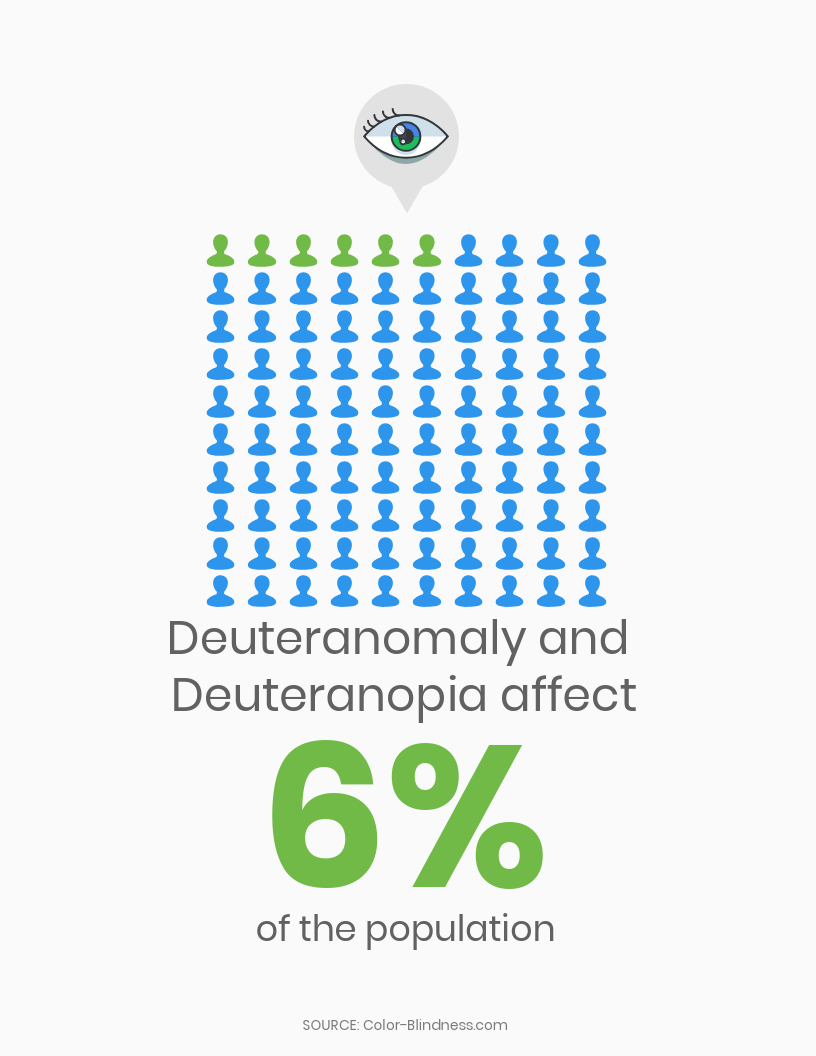 Deuteranomaly and
Deuteranopia affect
6%
of the population
SOURCE: Color-Blindness.com